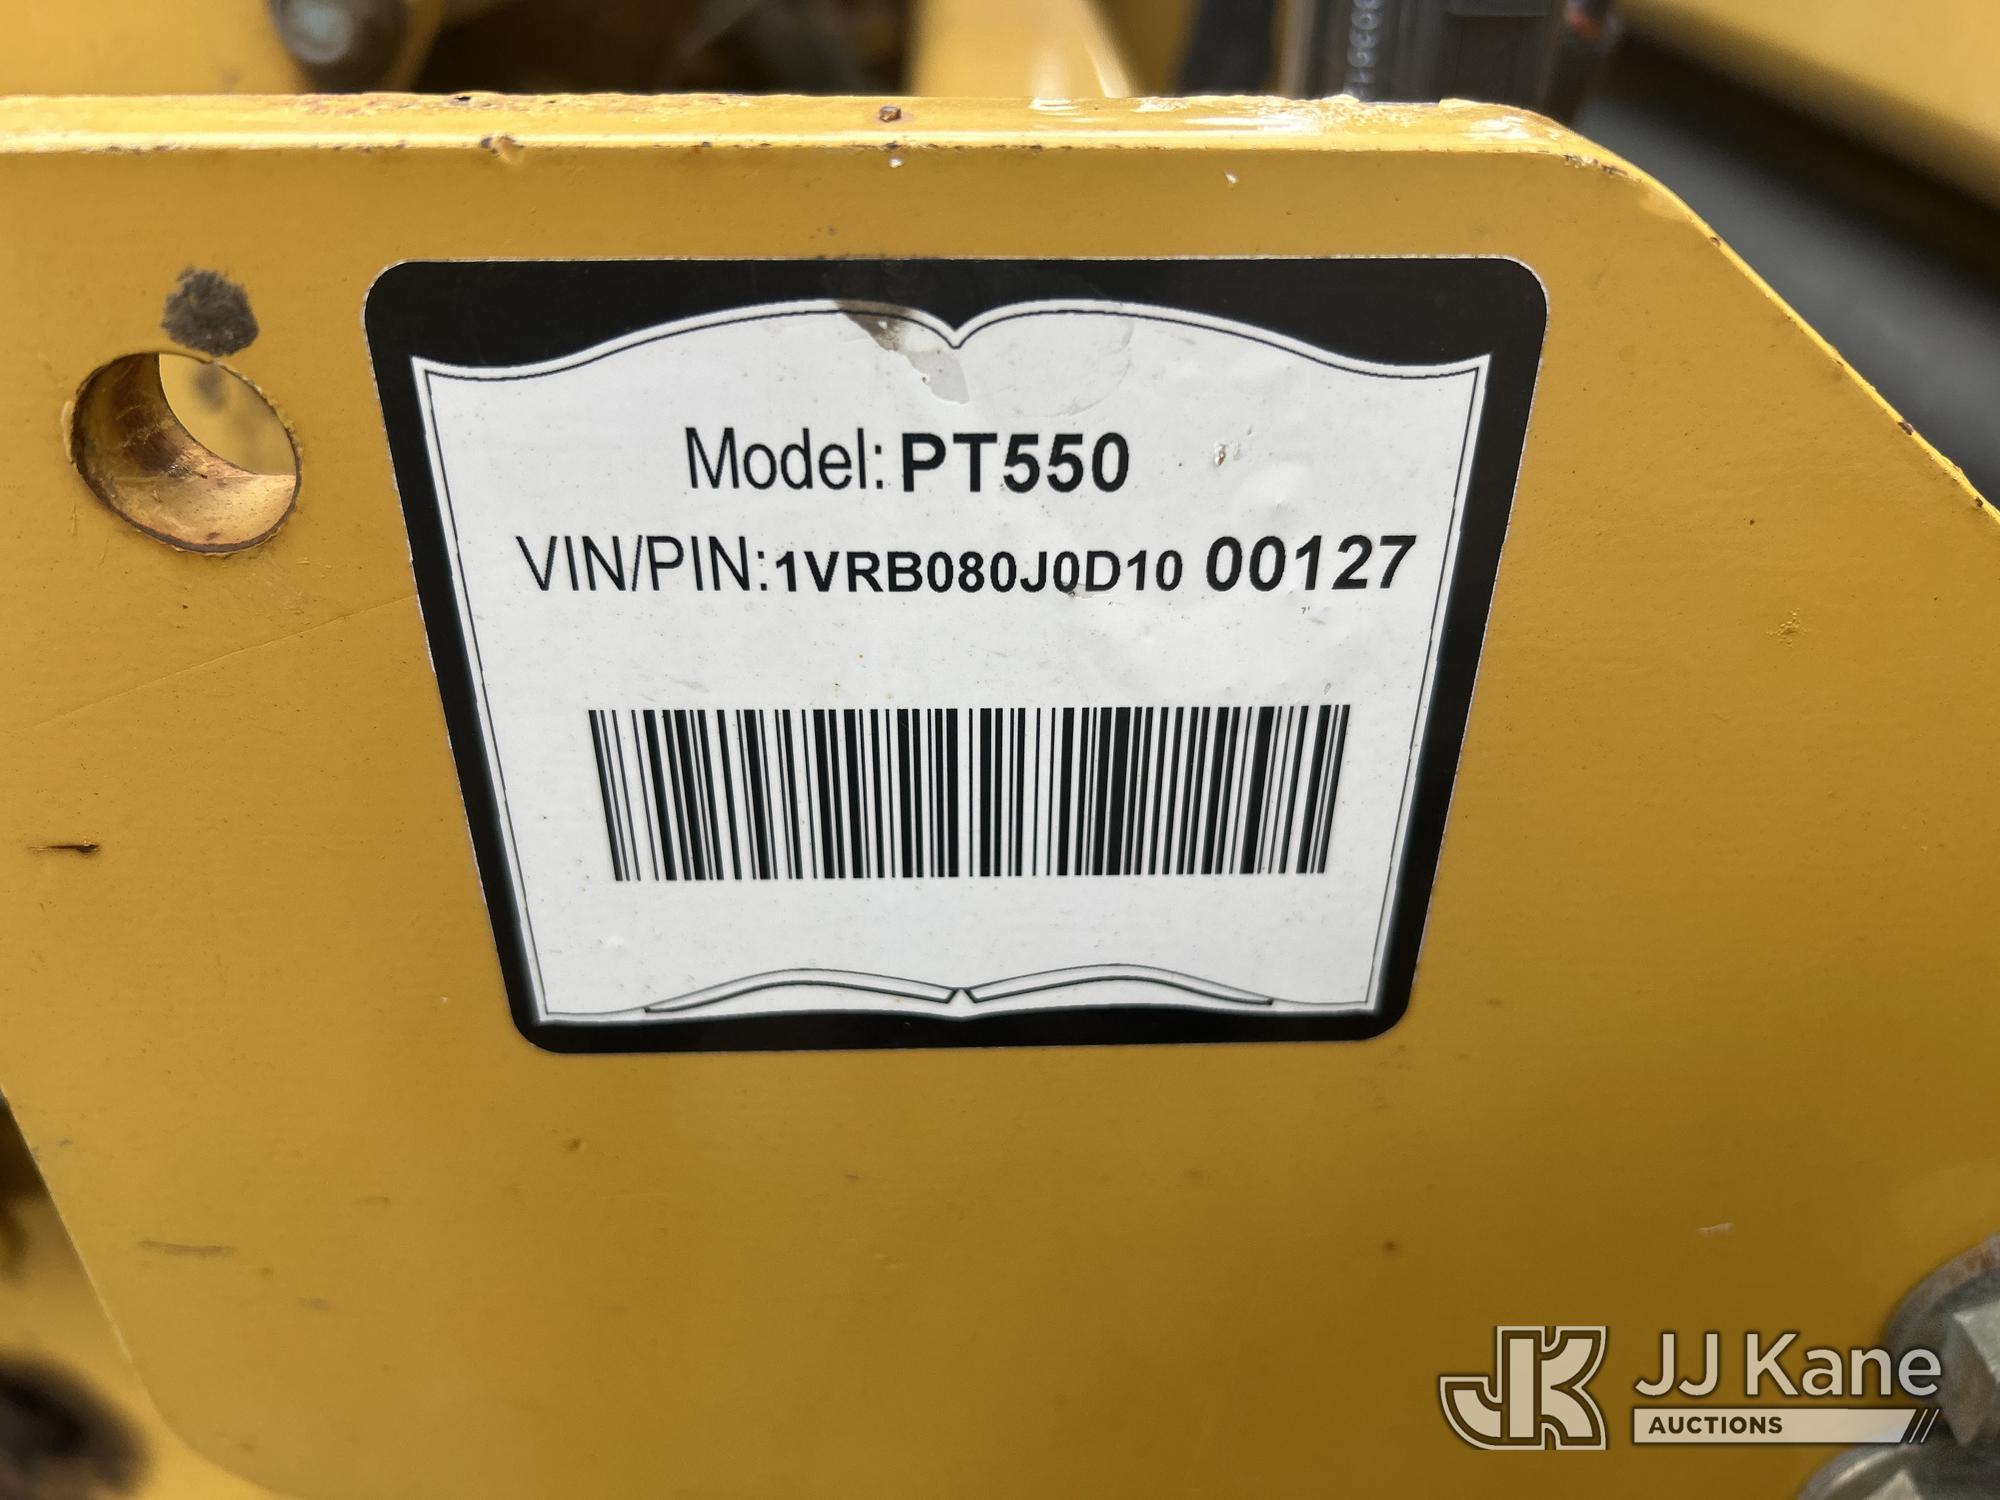 Model: PT550
VIN/PIN:1VRB080J0D10 00127
JJ Kane
AUCTIONS